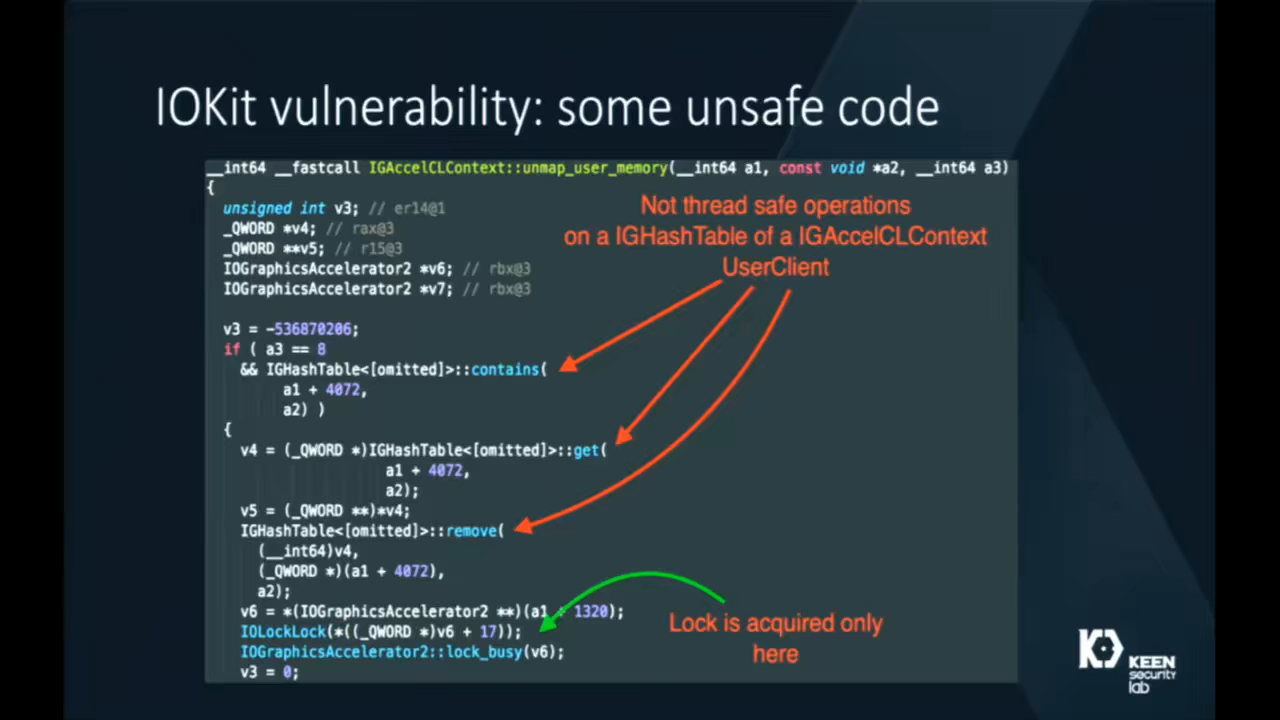 IOKit vulnerability: some unsafe code
__int64 __fastcall IGAccelCLContext::unmap_user_memory(__int64 a1, const void *a2, __int64 a3)
{
unsigned int v3; // er14@1
_QWORD *v4; // rax@3
_QWORD **v5; // r15@3
IOGraphicsAccelerator2 *v6; // rbx@3
IOGraphicsAccelerator2 *v7; // rbx@3
Not thread safe operations
on a IGHashTable of a IGAccelCLContext
UserClient
v3 = -536870206;
if ( a3 == 8
&& IGHashTable<[omitted]>::contains(
a1 + 4072,
a2) )
{
v4 = (_QWORD *)IGHashTable<[omitted]>::get(
a1 + 4072,
a2);
v5 = (_QWORD **)*v4;
IGHashTable<[omitted]>::remove(
(__int64)v4,
(_QWORD *)(a1 + 4072),
a2);
v6 = *(IOGraphicsAccelerator2 **)(a1 + 1320);
IOLockLock(*((_QWORD *)v6 + 17));
IOGraphicsAccelerator2::lock_busy(v6);
v3 = 0;
Lock is acquired only
here
KEEN
security
lab